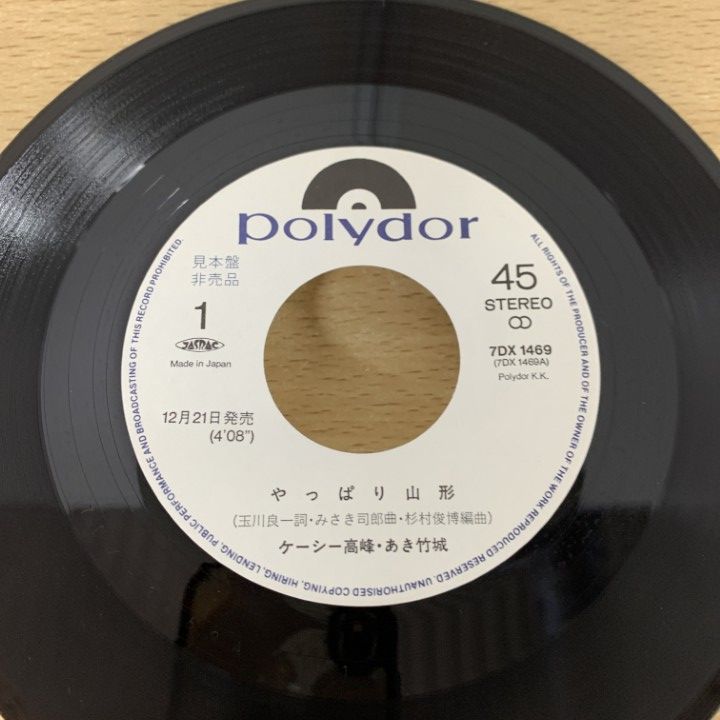 polydor
見本盤
非売品
1
JASRAC
Made in Japan
45
STEREO
7DX 1469
(7DX 1469A)
Polydor K.K.
12月21日発売
(4'08")
やっぱり山形
(玉川良一詞・みさき司郎曲・杉村俊博編曲)
ケーシー高峰・あき竹城
ALL RIGHTS OF THE PRODUCER AND OF THE OWNER OF THE WORK REPRODUCED RESERVED. UNAUTHORISED COPYING, HIRING, LENDING, PUBLIC PERFORMANCE AND BROADCASTING OF THIS RECORD PROHIBITED.